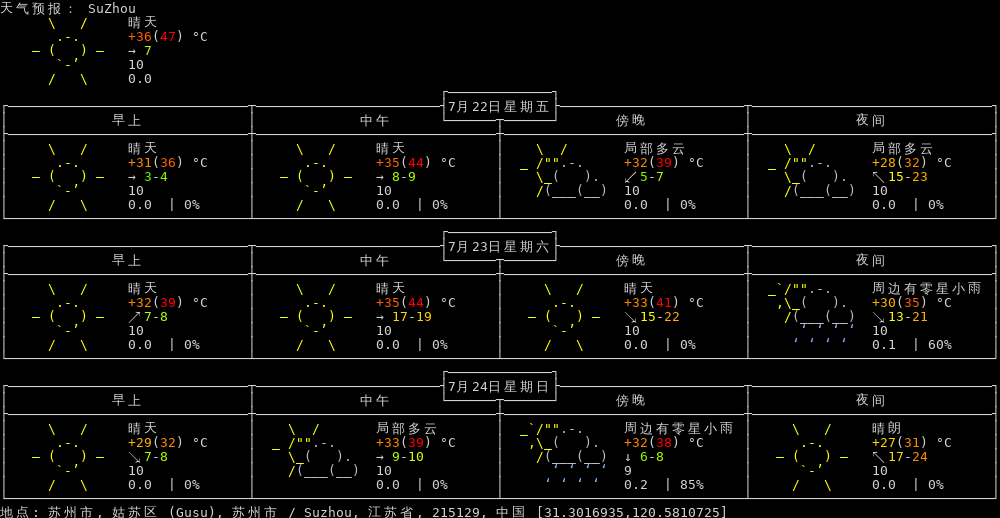 天气预报： SuZhou
晴天
+36(47) °C
→ 7
10
0.0
7月22日星期五
早上 中午 傍晚 夜间
晴天 晴天 局部多云 局部多云
+31(36) °C +35(44) °C +32(39) °C +28(32) °C
→ 3-4 → 8-9 ↙ 5-7 ↖ 15-23
10 10 10 10
0.0 | 0% 0.0 | 0% 0.0 | 0% 0.0 | 0%
7月23日星期六
早上 中午 傍晚 夜间
晴天 晴天 晴天 周边有零星小雨
+32(39) °C +35(44) °C +33(41) °C +30(35) °C
↗ 7-8 → 17-19 ↘ 15-22 ↘ 13-21
10 10 10 10
0.0 | 0% 0.0 | 0% 0.0 | 0% 0.1 | 60%
7月24日星期日
早上 中午 傍晚 夜间
晴天 局部多云 周边有零星小雨 晴朗
+29(32) °C +33(39) °C +32(38) °C +27(31) °C
↘ 7-8 → 9-10 ↓ 6-8 ↖ 17-24
10 10 9 10
0.0 | 0% 0.0 | 0% 0.2 | 85% 0.0 | 0%
地点: 苏州市, 姑苏区 (Gusu), 苏州市 / Suzhou, 江苏省, 215129, 中国 [31.3016935,120.5810725]